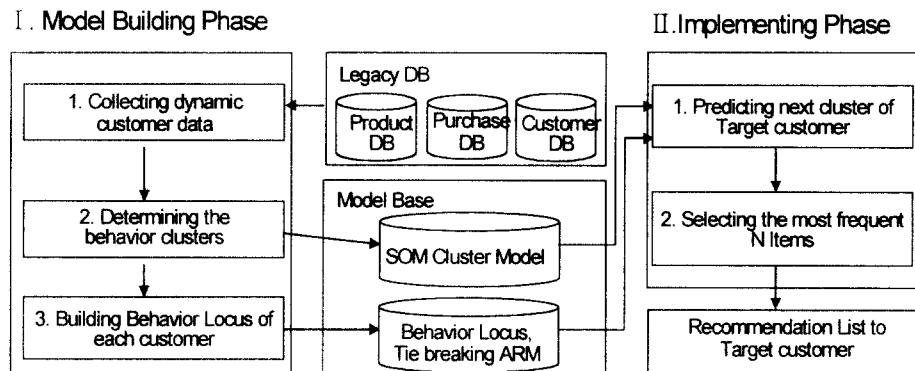 Ⅰ. Model Building Phase
1. Collecting dynamic
customer data
2. Determining the
behavior clusters
3. Building Behavior Locus of
each customer
Legacy DB
Product
DB
Purchase
DB
Customer
DB
Model Base
SOM Cluster Model
Behavior Locus,
Tie breaking ARM
Ⅱ.Implementing Phase
1. Predicting next cluster of
Target customer
2. Selecting the most frequent
N Items
Recommendation List to
Target customer